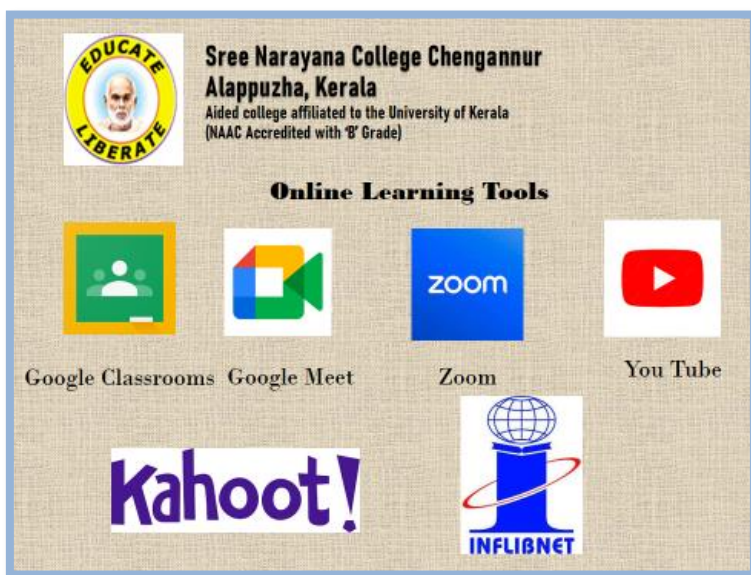 EDUCATE
LIBERATE
Sree Narayana College Chengannur
Alappuzha, Kerala
Aided college affiliated to the University of Kerala
(NAAC Accredited with 'B' Grade)
Online Learning Tools
zoom
Google Classrooms
Google Meet
Zoom
You Tube
Kahoot!
INFLIBNET